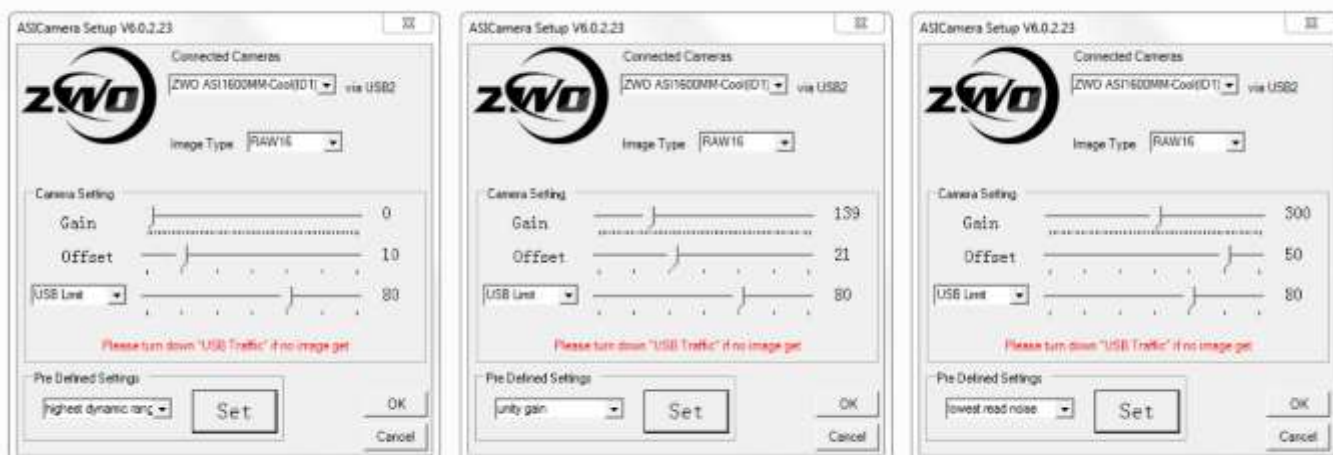 ASICamera Setup V6.0.2.23
Connected Cameras
ZWO
ZWO ASI1600MM-Cool(ID1) via USB2
Image Type RAW16
Camera Setting
Gain 0
Offset 10
USB Limit 80
Please turn down "USB Traffic" if no image get
Pre Defined Settings
highest dynamic rang
Set
OK
Cancel
ASICamera Setup V6.0.2.23
Connected Cameras
ZWO
ZWO ASI1600MM-Cool(ID1) via USB2
Image Type RAW16
Camera Setting
Gain 139
Offset 21
USB Limit 80
Please turn down "USB Traffic" if no image get
Pre Defined Settings
unity gain
Set
OK
Cancel
ASICamera Setup V6.0.2.23
Connected Cameras
ZWO
ZWO ASI1600MM-Cool(ID1) via USB2
Image Type RAW16
Camera Setting
Gain 300
Offset 50
USB Limit 80
Please turn down "USB Traffic" if no image get
Pre Defined Settings
lowest read noise
Set
OK
Cancel